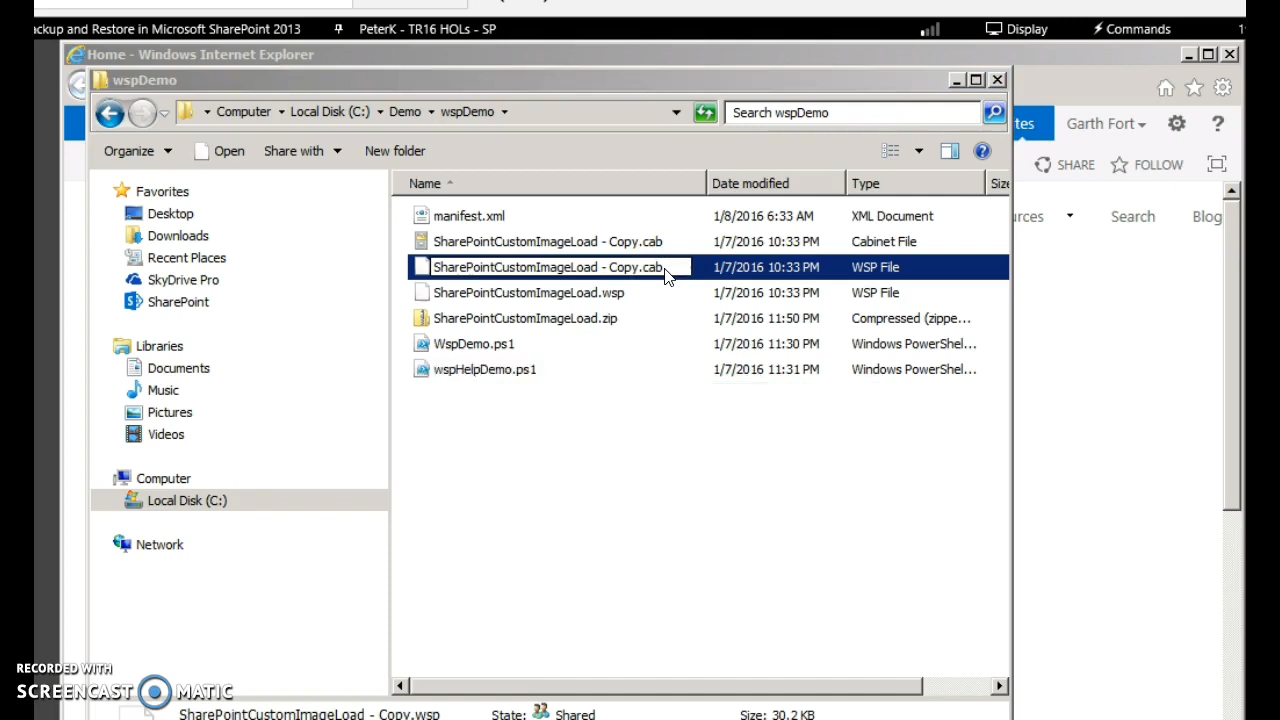 ackup and Restore in Microsoft SharePoint 2013 PeterK - TR16 HOLs - SP Display Commands
Home - Windows Internet Explorer
wspDemo
Computer Local Disk (C:) Demo wspDemo Search wspDemo
tes Garth Fort ?
Organize Open Share with New folder
SHARE FOLLOW
Name Date modified Type Size
Favorites
Desktop
Downloads
Recent Places
SkyDrive Pro
SharePoint
Libraries
Documents
Music
Pictures
Videos
Computer
Local Disk (C:)
Network
manifest.xml 1/8/2016 6:33 AM XML Document
SharePointCustomImageLoad - Copy.cab 1/7/2016 10:33 PM Cabinet File
SharePointCustomImageLoad - Copy.cab 1/7/2016 10:33 PM WSP File
SharePointCustomImageLoad.wsp 1/7/2016 10:33 PM WSP File
SharePointCustomImageLoad.zip 1/7/2016 11:50 PM Compressed (zippe...
WspDemo.ps1 1/7/2016 11:30 PM Windows PowerShel...
wspHelpDemo.ps1 1/7/2016 11:31 PM Windows PowerShel...
urces Search Blog
RECORDED WITH
SCREENCAST MATIC
SharePointCustomImageLoad - Copy.wsp State: Shared Size: 30.2 KB